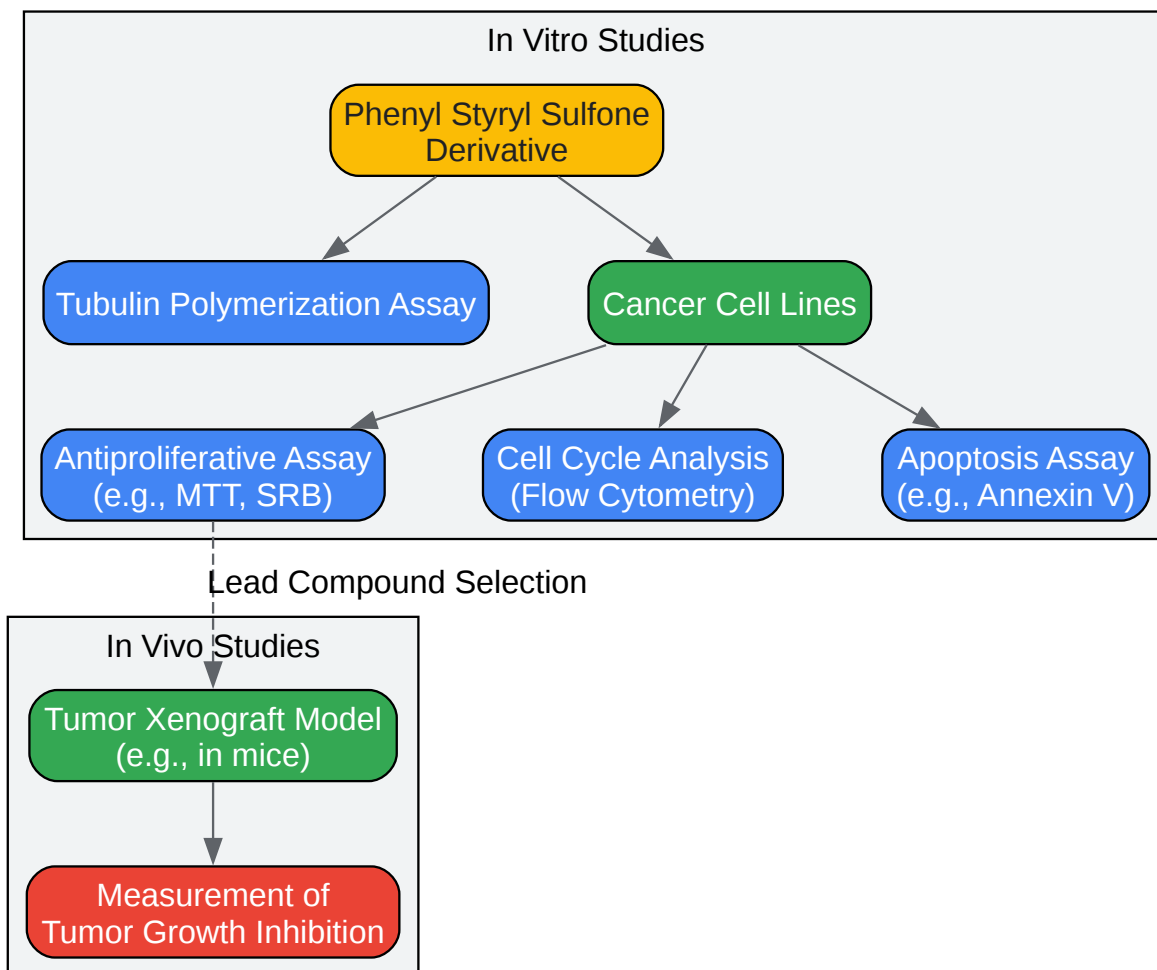 In Vitro Studies
Phenyl Styryl Sulfone
Derivative
Tubulin Polymerization Assay
Cancer Cell Lines
Antiproliferative Assay
(e.g., MTT, SRB)
Cell Cycle Analysis
(Flow Cytometry)
Apoptosis Assay
(e.g., Annexin V)
Lead Compound Selection
In Vivo Studies
Tumor Xenograft Model
(e.g., in mice)
Measurement of
Tumor Growth Inhibition